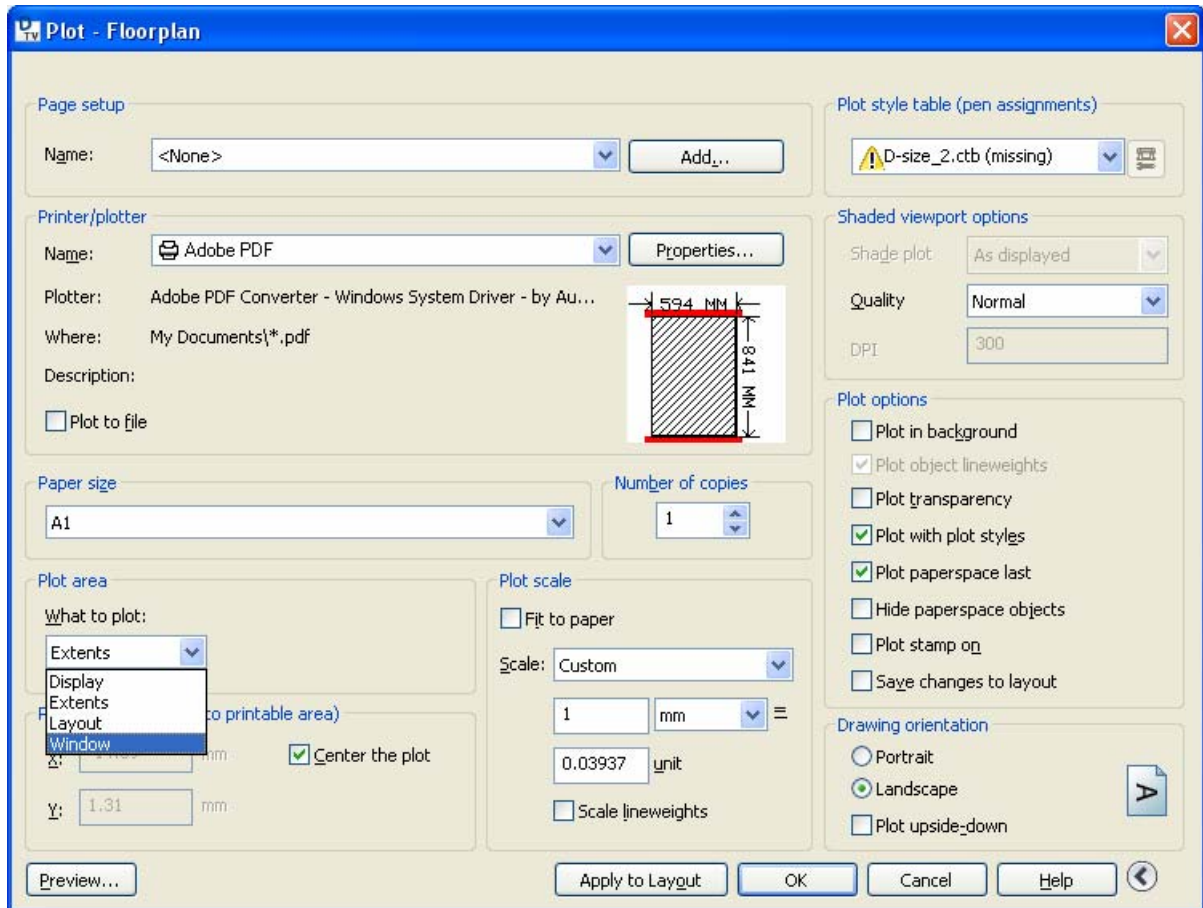 Plot - Floorplan
Page setup
Name: <None> Add...
Plot style table (pen assignments)
D-size_2.ctb (missing)
Printer/plotter
Name: Adobe PDF Properties...
Plotter: Adobe PDF Converter - Windows System Driver - by Au...
Where: My Documents\*.pdf
Description:
Plot to file
594 MM
841 MM
Shaded viewport options
Shade plot As displayed
Quality Normal
DPI 300
Paper size
A1
Number of copies
1
Plot options
Plot in background
Plot object lineweights
Plot transparency
Plot with plot styles
Plot paperspace last
Hide paperspace objects
Plot stamp on
Save changes to layout
Plot area
What to plot:
Extents
Display
Extents
Layout
Window
to printable area)
X: mm Center the plot
Y: 1.31 mm
Plot scale
Fit to paper
Scale: Custom
1 mm =
0.03937 unit
Scale lineweights
Drawing orientation
Portrait
Landscape
Plot upside-down
A
Preview... Apply to Layout OK Cancel Help